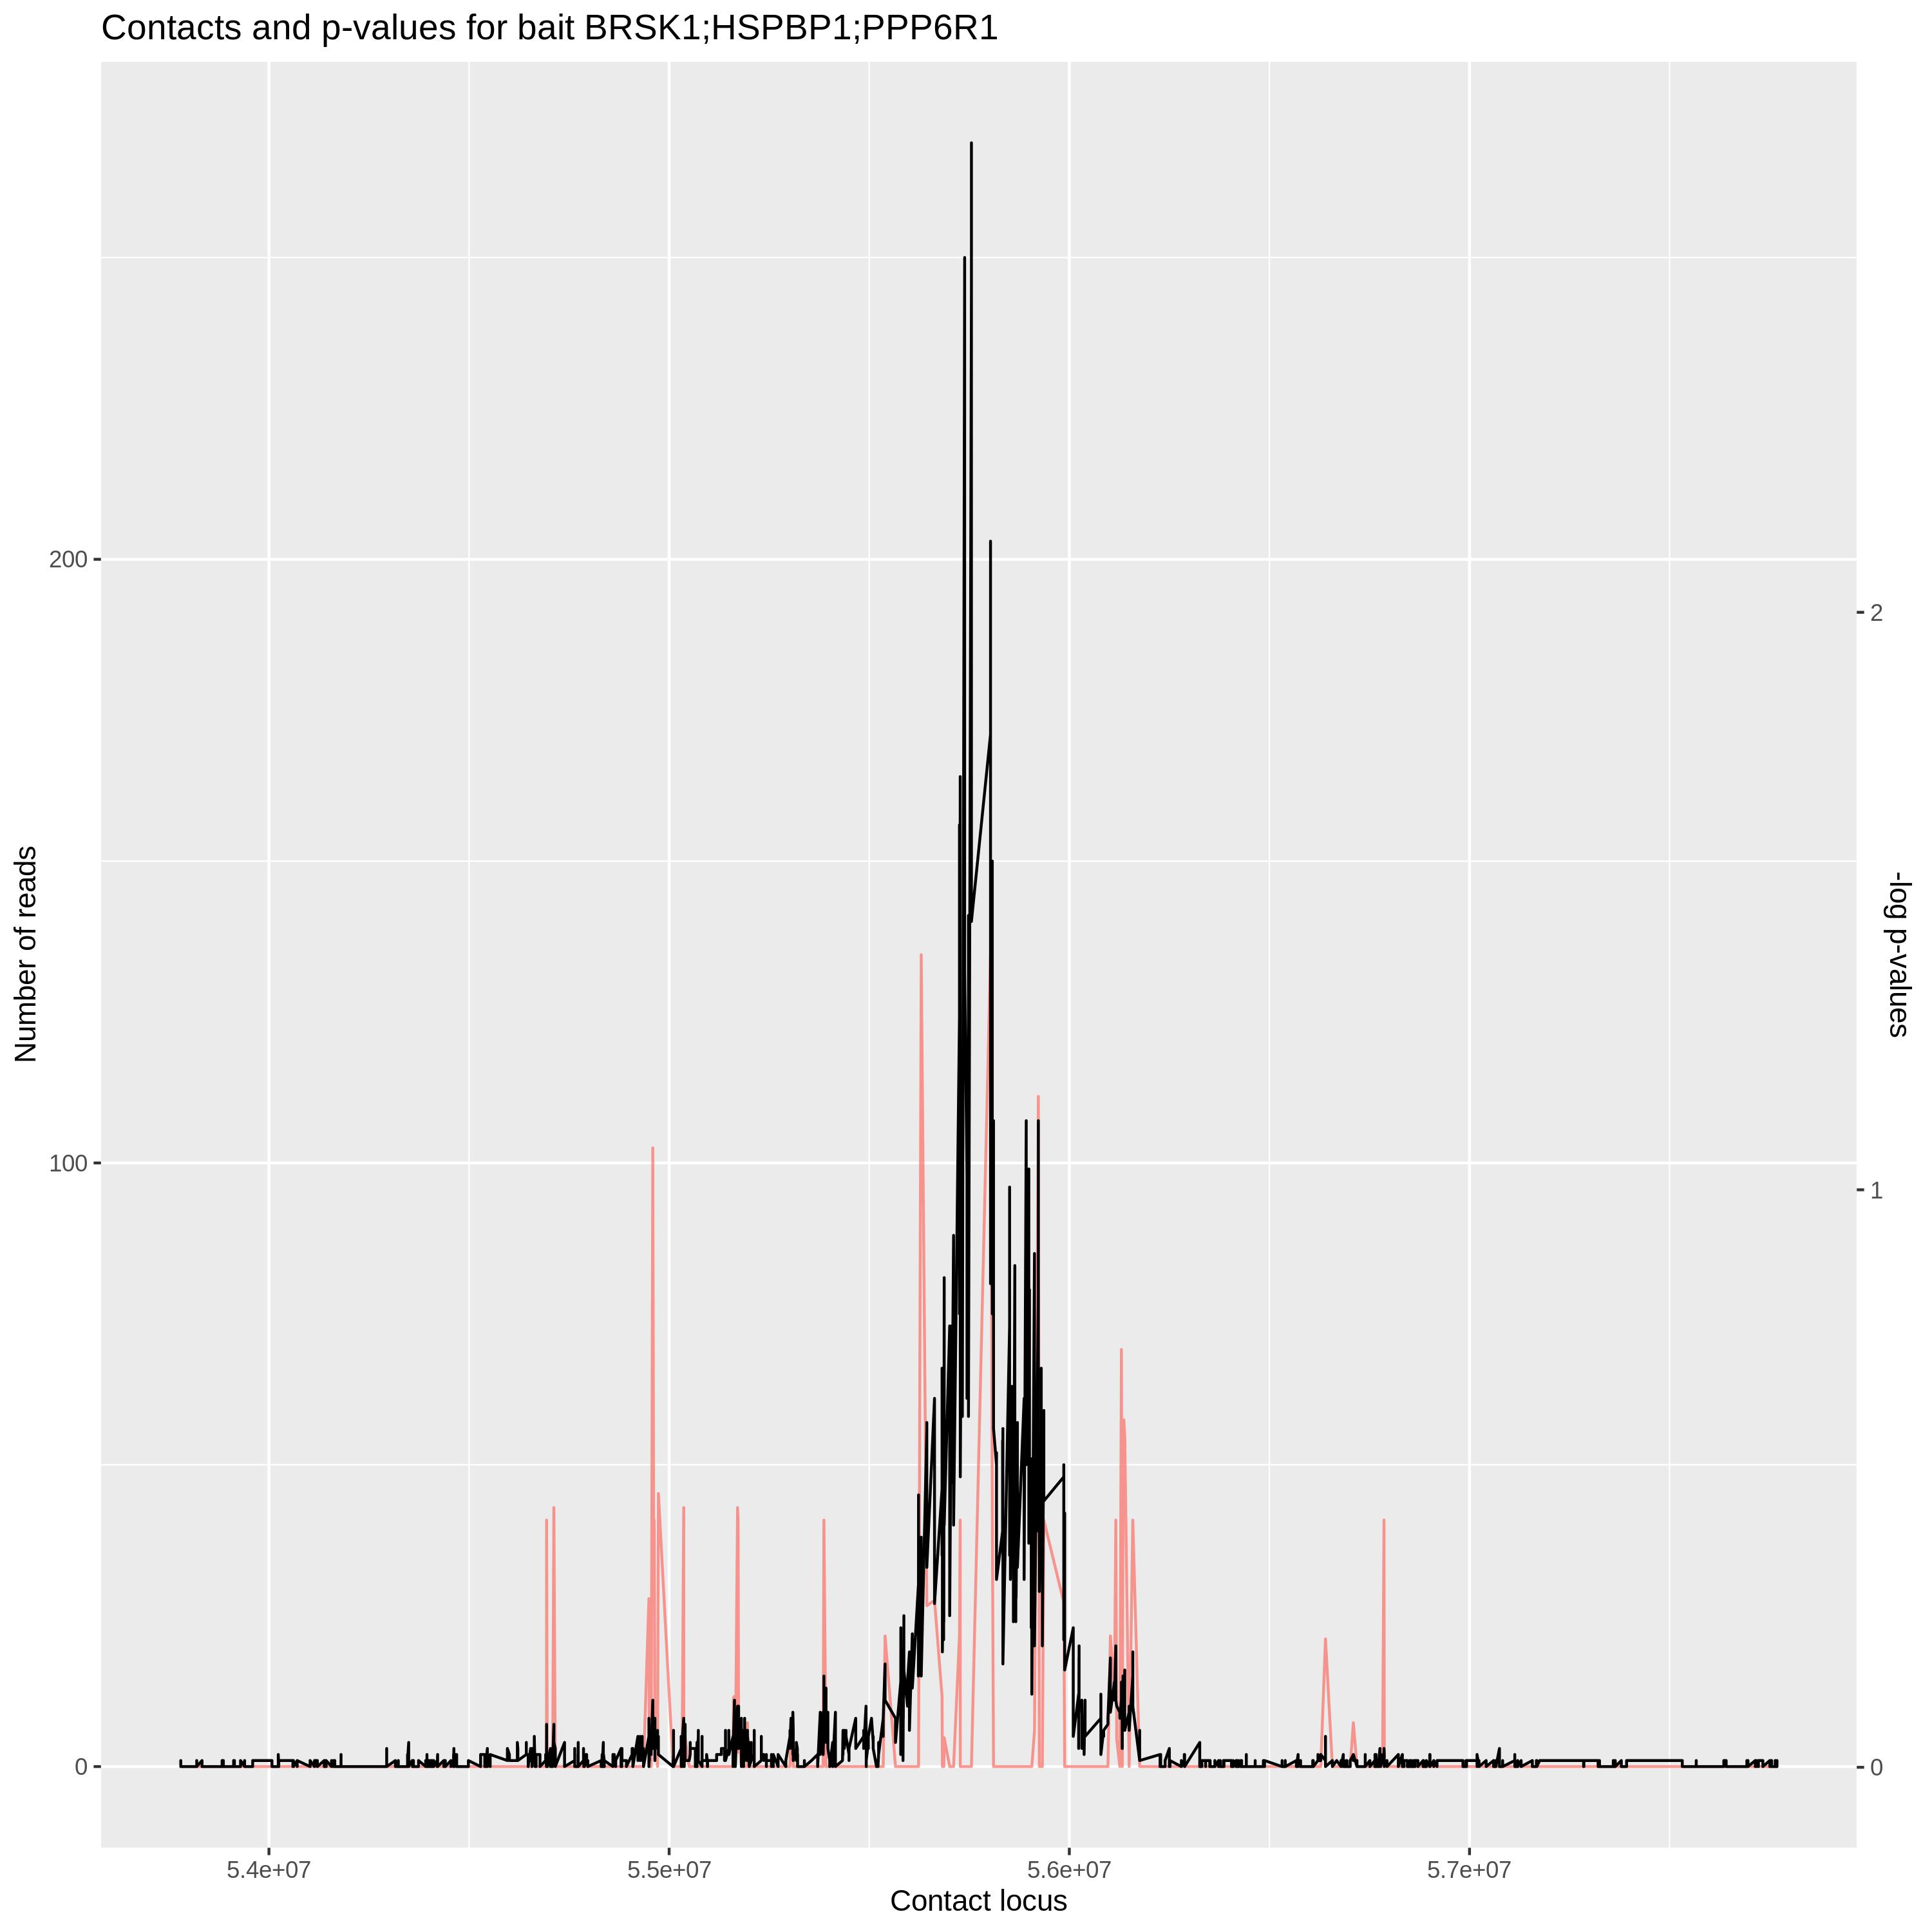 Contacts and p-values for bait BRSK1;HSPBP1;PPP6R1
Number of reads
200
100
0
2
1
0
-log p-values
5.4e+07
5.5e+07
5.6e+07
5.7e+07
Contact locus